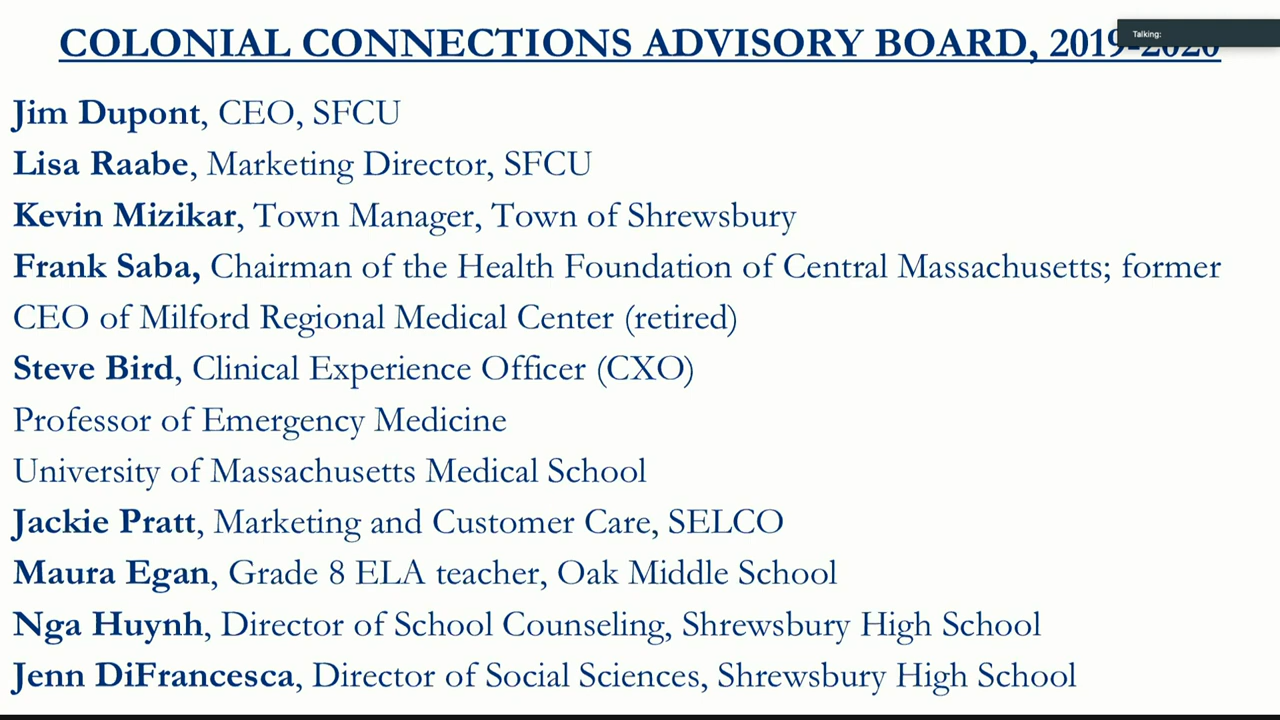 COLONIAL CONNECTIONS ADVISORY BOARD, 2019-2020
Talking:
Jim Dupont, CEO, SFCU
Lisa Raabe, Marketing Director, SFCU
Kevin Mizikar, Town Manager, Town of Shrewsbury
Frank Saba, Chairman of the Health Foundation of Central Massachusetts; former
CEO of Milford Regional Medical Center (retired)
Steve Bird, Clinical Experience Officer (CXO)
Professor of Emergency Medicine
University of Massachusetts Medical School
Jackie Pratt, Marketing and Customer Care, SELCO
Maura Egan, Grade 8 ELA teacher, Oak Middle School
Nga Huynh, Director of School Counseling, Shrewsbury High School
Jenn DiFrancesca, Director of Social Sciences, Shrewsbury High School